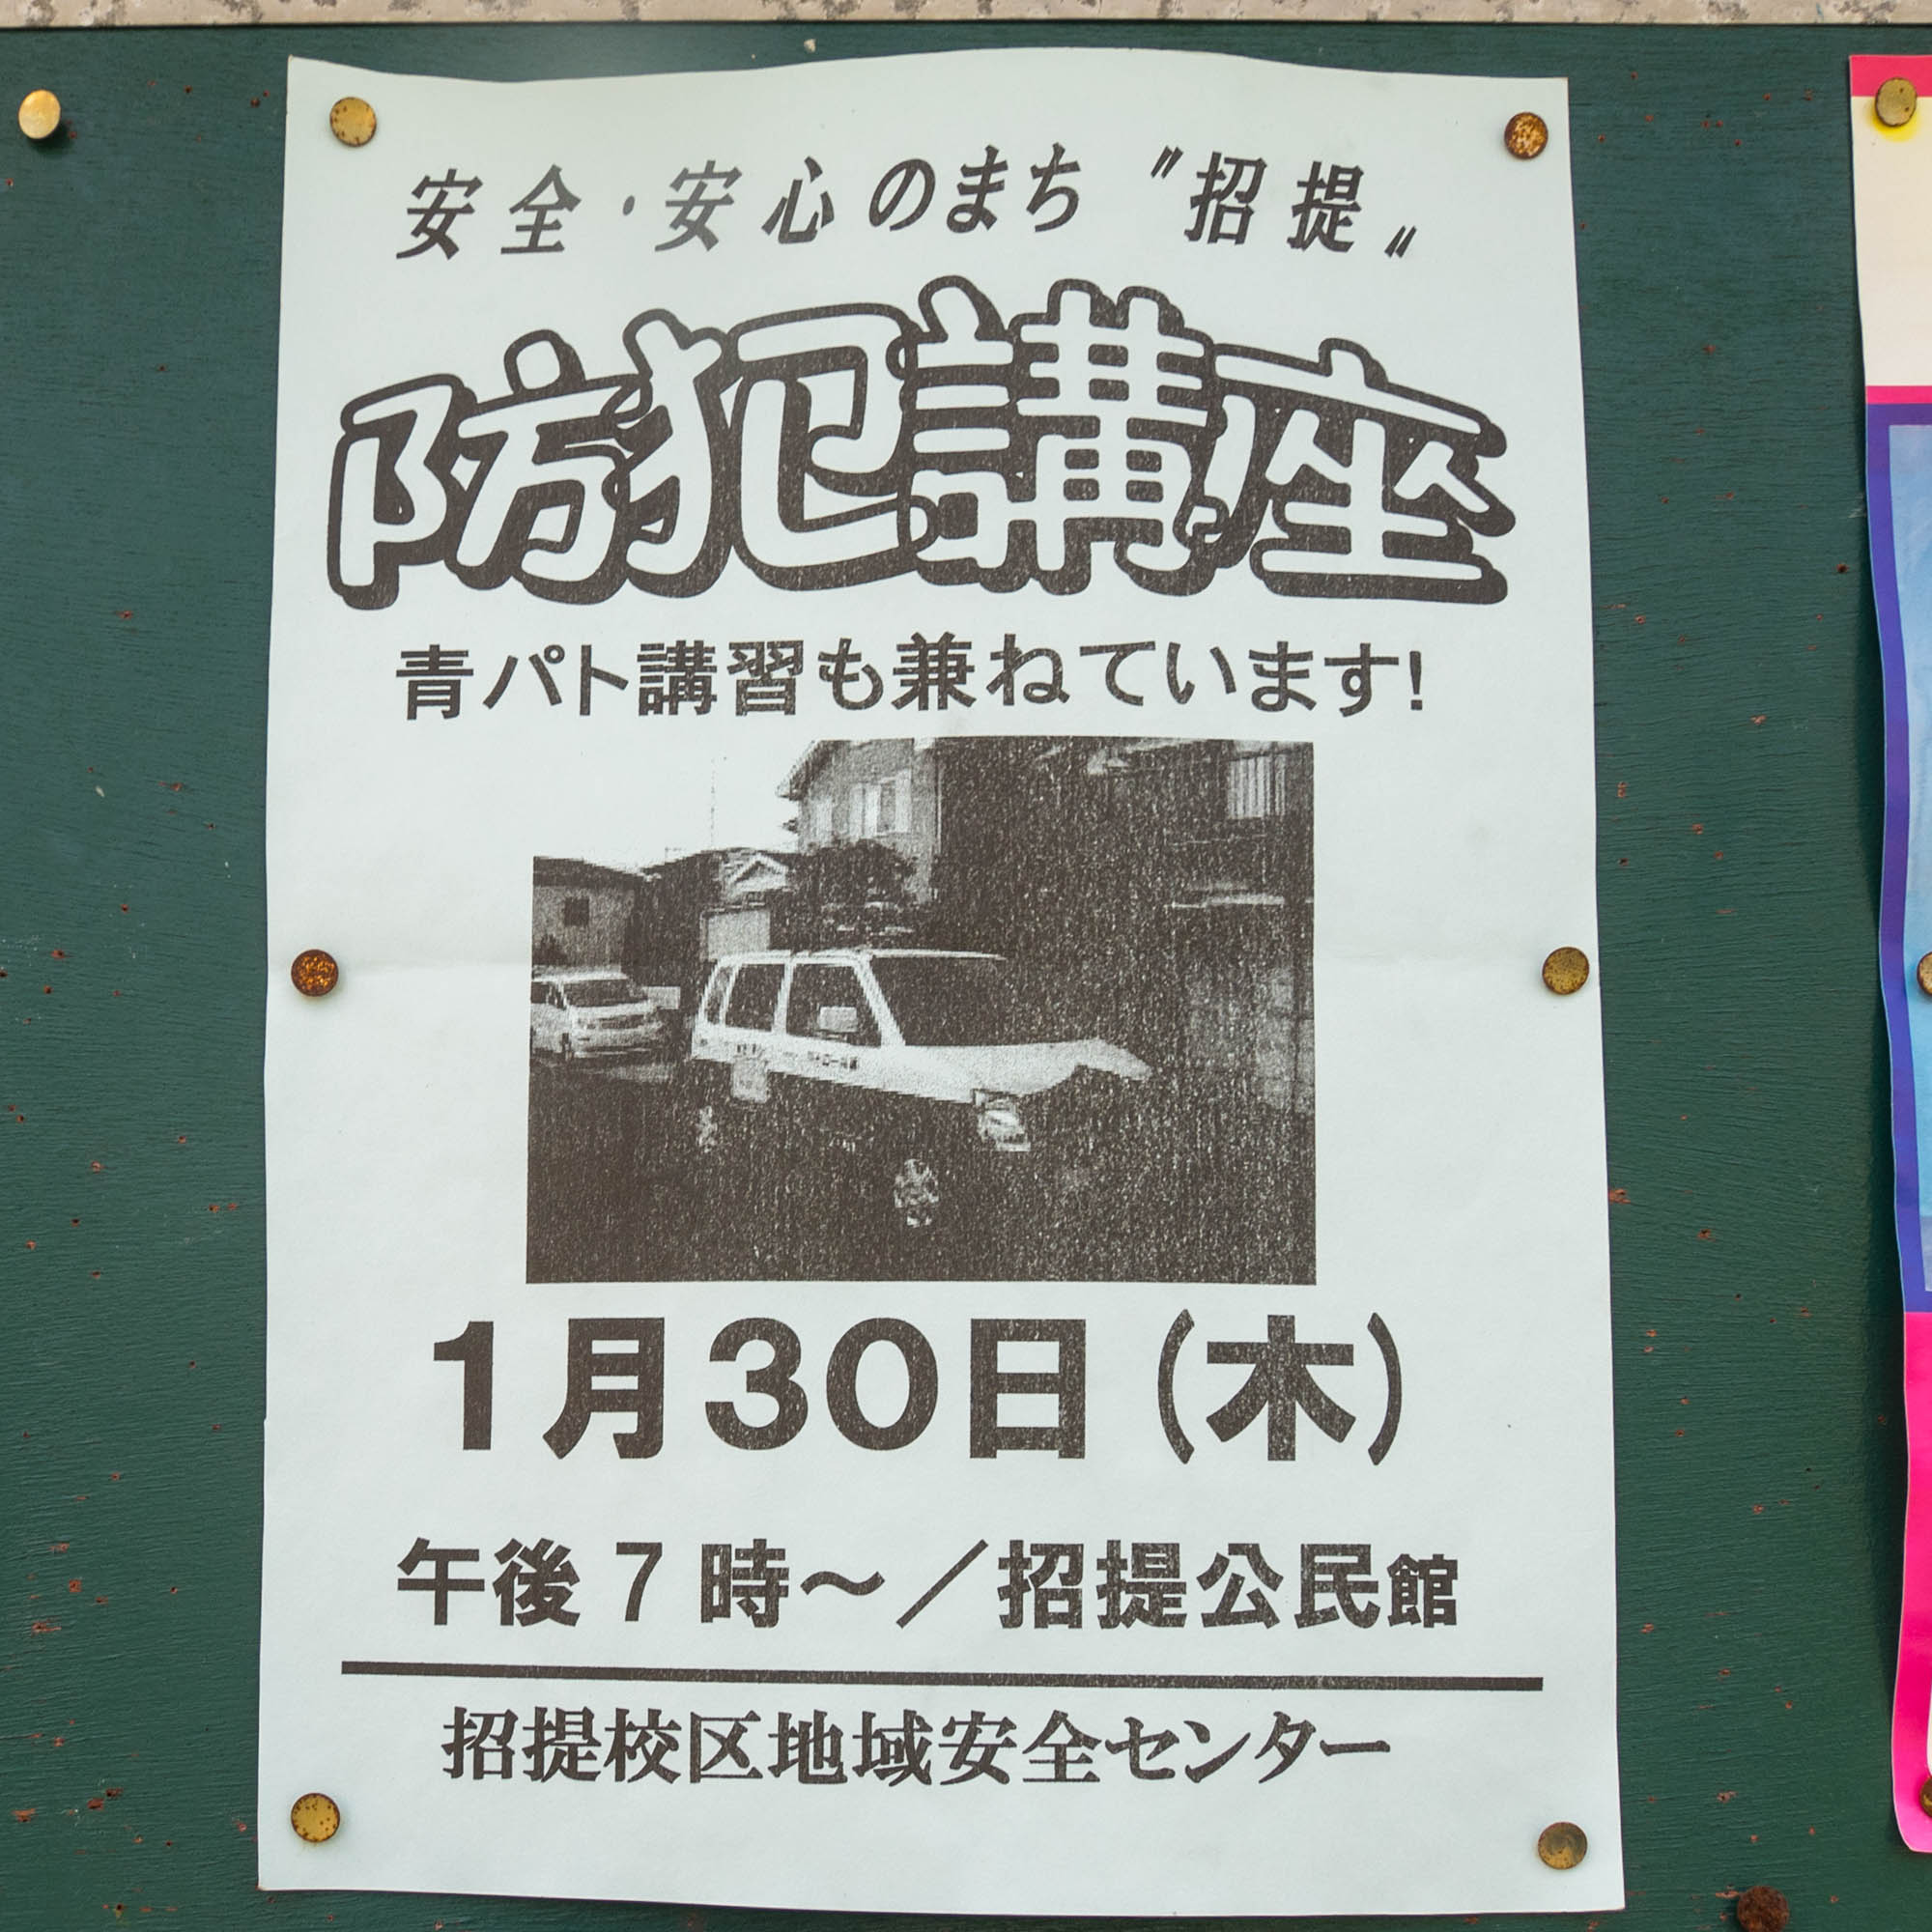 安全・安心のまち〝招提〟
防犯講座
青パト講習も兼ねています!
1月30日(木)
午後7時～／招提公民館
招提校区地域安全センター